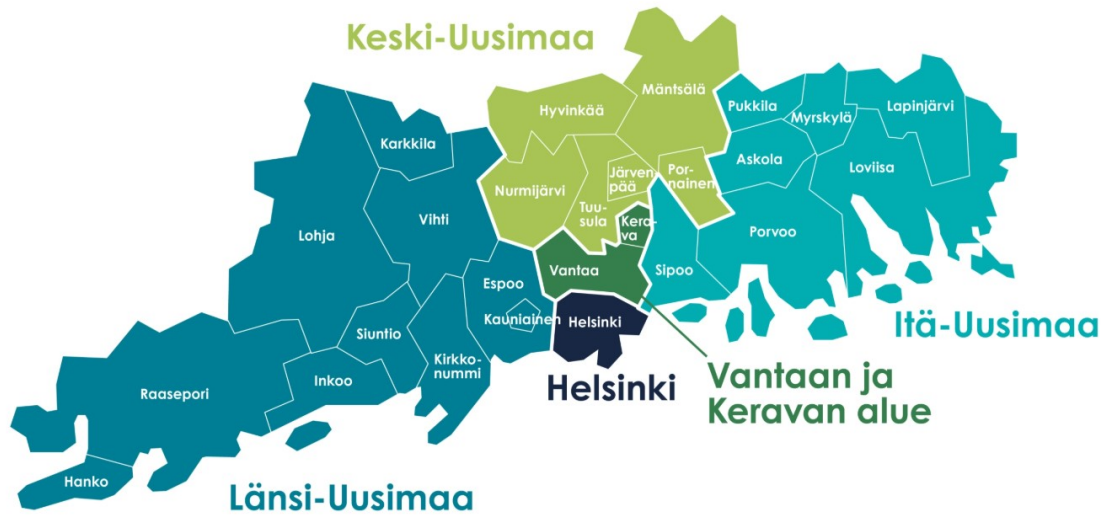 Keski-Uusimaa
Mäntsälä
Hyvinkää
Pukkila
Myrskylä
Lapinjärvi
Karkkila
Askola
Loviisa
Järven-
pää
Por-
nainen
Nurmijärvi
Tuu-
sula
Kera-
va
Vihti
Lohja
Porvoo
Vantaa
Sipoo
Espoo
Kauniainen
Helsinki
Itä-Uusimaa
Siuntio
Kirkko-
nummi
Inkoo
Raasepori
Helsinki
Vantaan ja
Keravan alue
Hanko
Länsi-Uusimaa